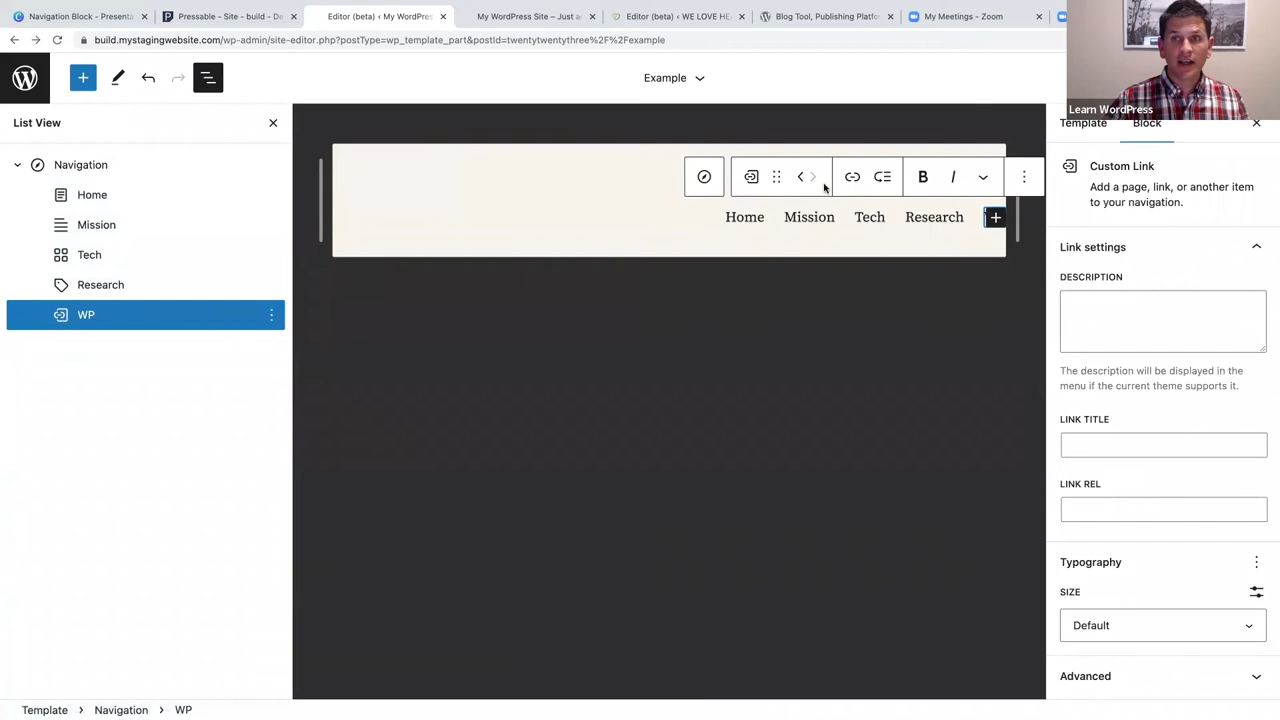 Navigation Block - Presenta
Pressable - Site - build - De
Editor (beta) ‹ My WordPres
My WordPress Site – Just a
Editor (beta) ‹ WE LOVE HE
Blog Tool, Publishing Platfor
My Meetings - Zoom
build.mystagingwebsite.com/wp-admin/site-editor.php?postType=wp_template_part&postId=twentytwentythree%2F%2Fexample
Example
Learn WordPress
List View
Template
Block
Navigation
Home
Mission
Tech
Research
WP
B
I
Home
Mission
Tech
Research
Custom Link
Add a page, link, or another item
to your navigation.
Link settings
DESCRIPTION
The description will be displayed in the
menu if the current theme supports it.
LINK TITLE
LINK REL
Typography
SIZE
Default
Advanced
Template
Navigation
WP